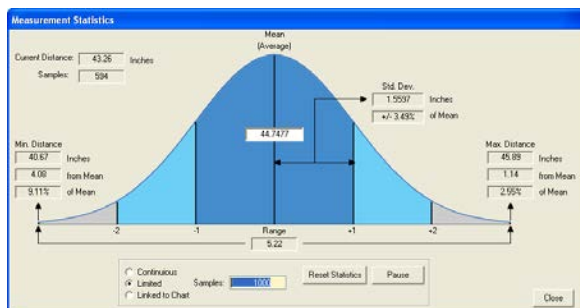 Measurement Statistics
Mean
(Average)
Current Distance: 43.26 Inches
Samples: 594
Std. Dev.
1.5597 Inches
+/- 3.49% of Mean
44.7477
Min. Distance
40.67 Inches
4.08 from Mean
9.11% of Mean
Max. Distance
45.89 Inches
1.14 from Mean
2.55% of Mean
-2 -1 Range +1 +2
5.22
Continuious
Limited
Linked to Chart
Samples: 1000
Reset Statistics
Pause
Close